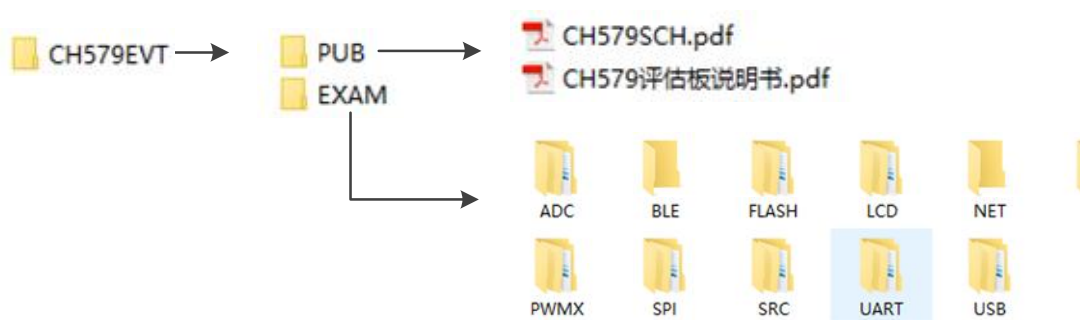 CH579EVT
PUB
EXAM
CH579SCH.pdf
CH579评估板说明书.pdf
ADC
BLE
FLASH
LCD
NET
PWMX
SPI
SRC
UART
USB